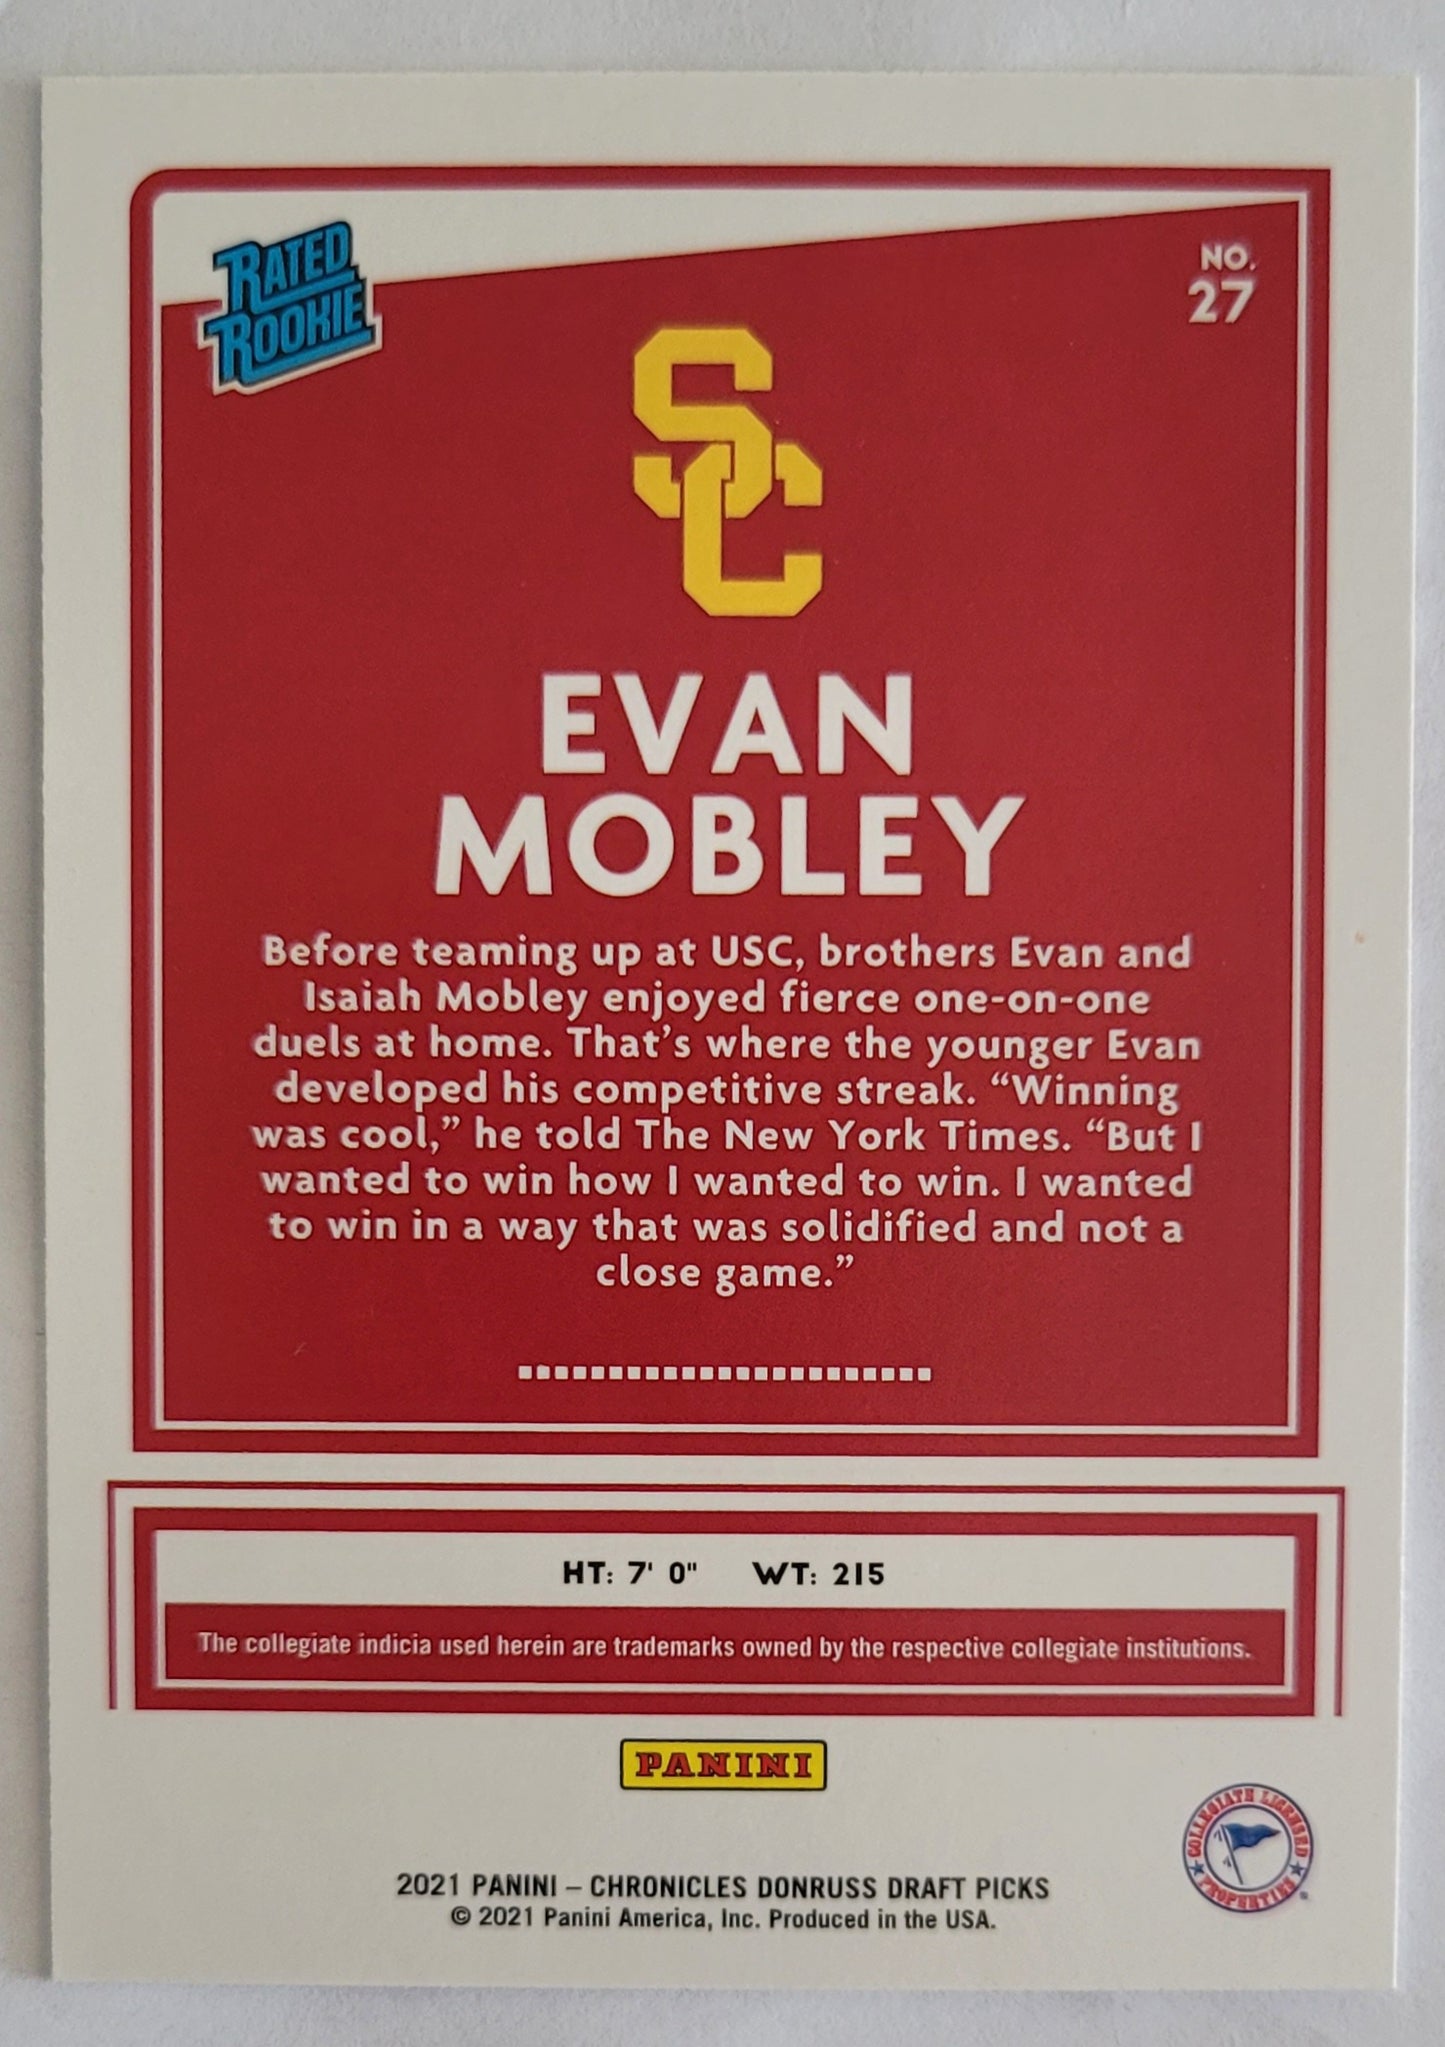 RATED
ROOKIE
NO.
27
SC
EVAN
MOBLEY
Before teaming up at USC, brothers Evan and
Isaiah Mobley enjoyed fierce one-on-one
duels at home. That's where the younger Evan
developed his competitive streak. “Winning
was cool,” he told The New York Times. “But I
wanted to win how I wanted to win. I wanted
to win in a way that was solidified and not a
close game.”
HT: 7' 0" WT: 215
The collegiate indicia used herein are trademarks owned by the respective collegiate institutions.
PANINI
COLLEGIATE LICENSED
PROPERTIES
2021 PANINI – CHRONICLES DONRUSS DRAFT PICKS
© 2021 Panini America, Inc. Produced in the USA.